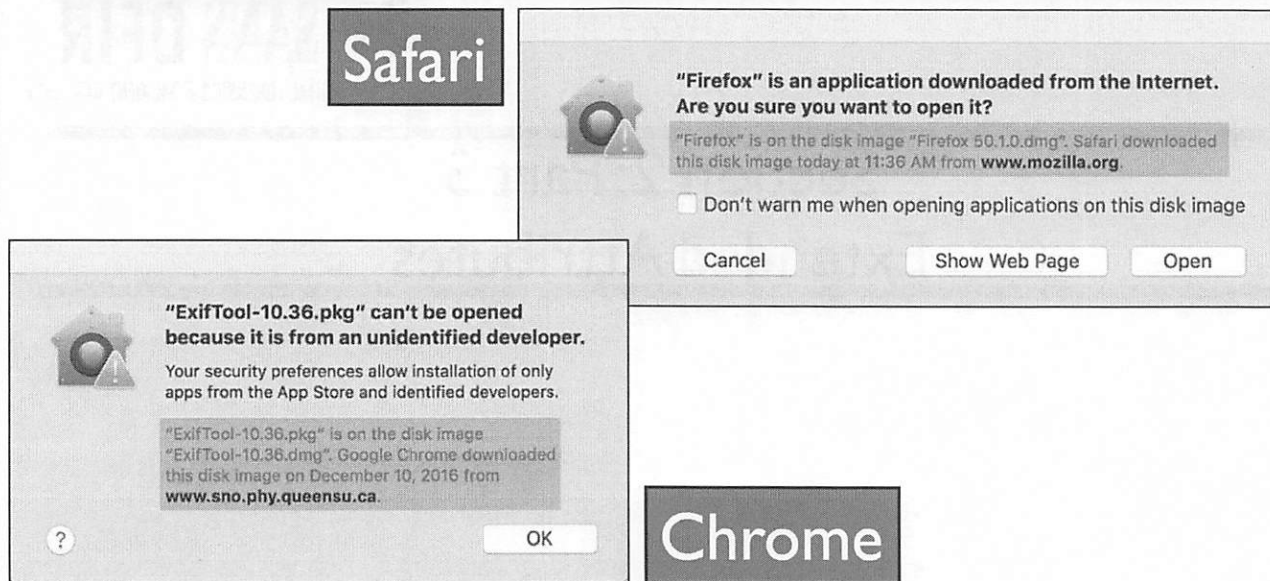 Safari
"Firefox" is an application downloaded from the Internet.
Are you sure you want to open it?
"Firefox" is on the disk image "Firefox 50.1.0.dmg". Safari downloaded
this disk image today at 11:36 AM from www.mozilla.org.
Don't warn me when opening applications on this disk image
Cancel
Show Web Page
Open
"ExifTool-10.36.pkg" can't be opened
because it is from an unidentified developer.
Your security preferences allow installation of only
apps from the App Store and identified developers.
"ExifTool-10.36.pkg" is on the disk image
"ExifTool-10.36.dmg". Google Chrome downloaded
this disk image on December 10, 2016 from
www.sno.phy.queensu.ca.
?
OK
Chrome